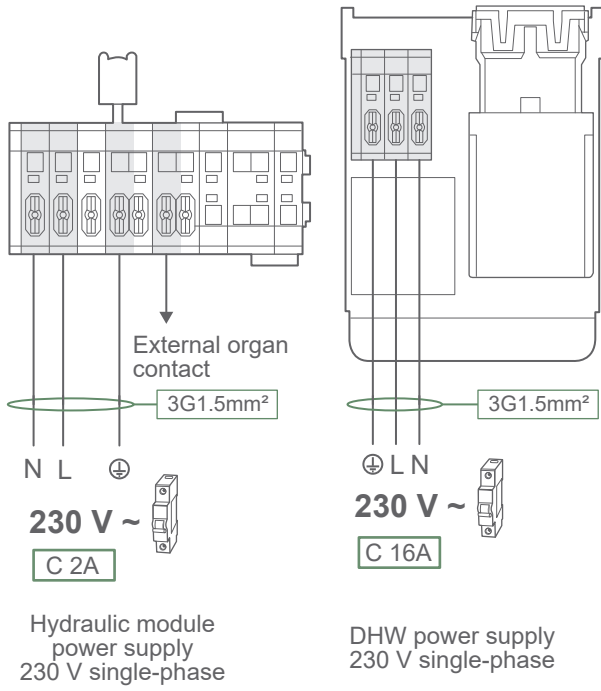 External organ
contact
3G1.5mm²
N L
230 V ~
C 2A
Hydraulic module
power supply
230 V single-phase
3G1.5mm²
L N
230 V ~
C 16A
DHW power supply
230 V single-phase